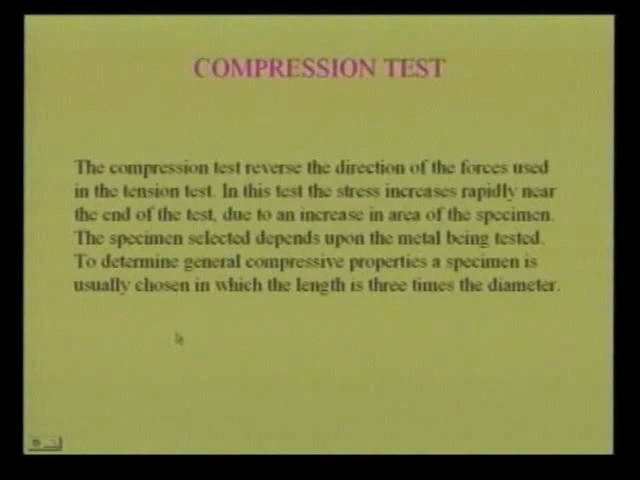 COMPRESSION TEST
The compression test reverse the direction of the forces used
in the tension test. In this test the stress increases rapidly near
the end of the test, due to an increase in area of the specimen.
The specimen selected depends upon the metal being tested.
To determine general compressive properties a specimen is
usually chosen in which the length is three times the diameter.